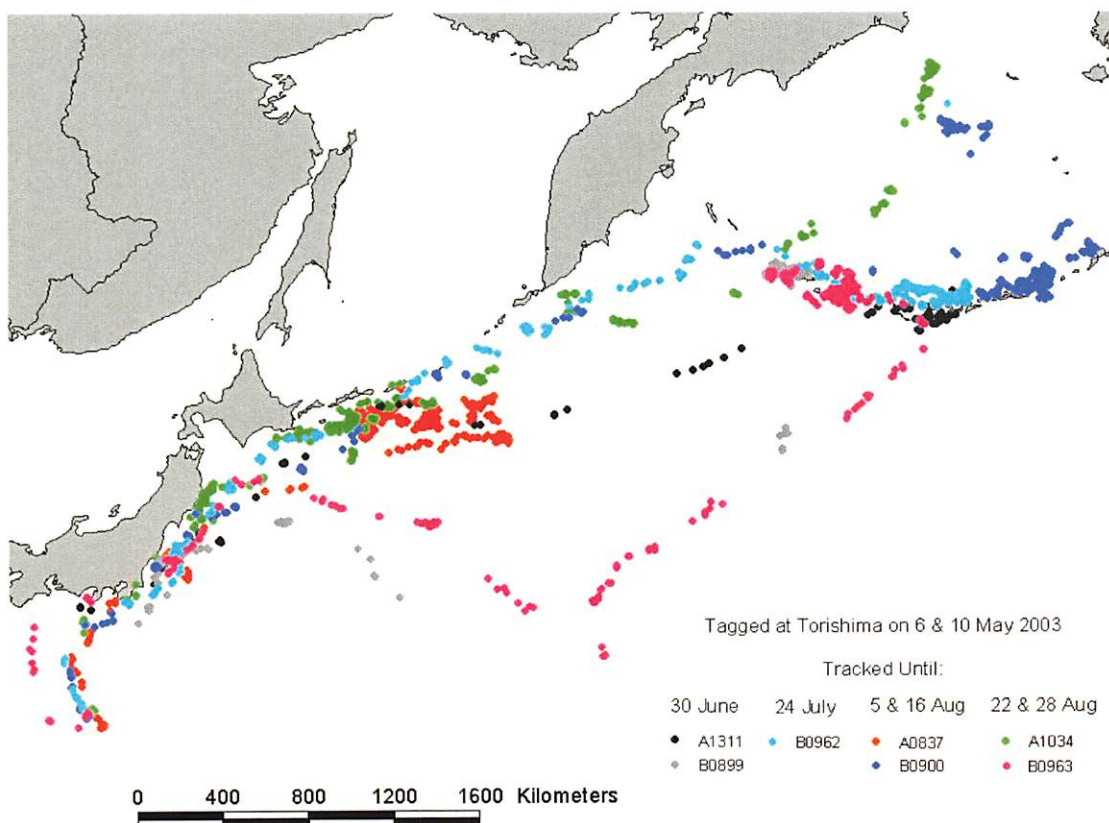 Tagged at Torishima on 6 & 10 May 2003
Tracked Until:
30 June 24 July 5 & 16 Aug 22 & 28 Aug
A1311 B0962 A0837 A1034
B0899 B0900 B0963
0 400 800 1200 1600 Kilometers